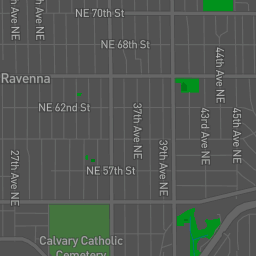 NE 70th St
NE 68th St
44th Ave NE
Ravenna
NE 62nd St
37th Ave NE
39th Ave NE
43rd Ave NE
45th Ave NE
27th Ave NE
NE 57th St
Calvary Catholic
Cemetery